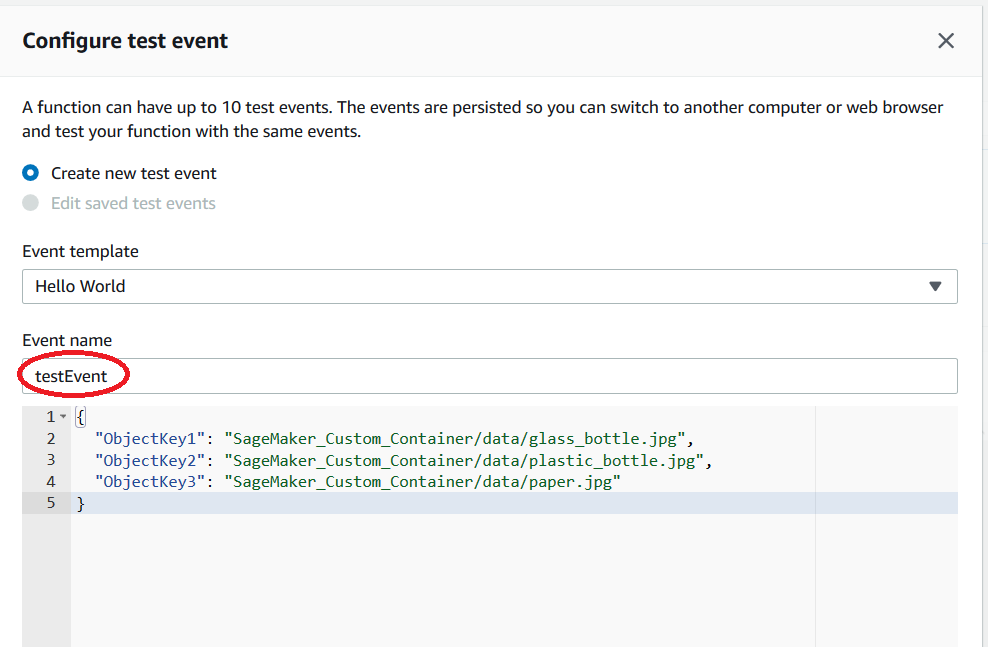 Configure test event
A function can have up to 10 test events. The events are persisted so you can switch to another computer or web browser
and test your function with the same events.
Create new test event
Edit saved test events
Event template
Hello World
Event name
testEvent
1 {
2 "ObjectKey1": "SageMaker_Custom_Container/data/glass_bottle.jpg",
3 "ObjectKey2": "SageMaker_Custom_Container/data/plastic_bottle.jpg",
4 "ObjectKey3": "SageMaker_Custom_Container/data/paper.jpg"
5 }